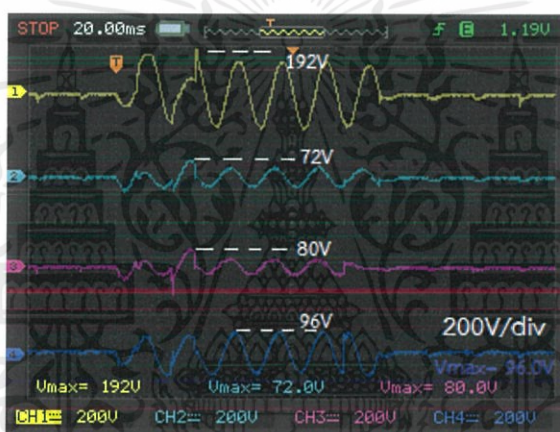 STOP 20.00ms T E 1.19V
T
192V
1
72V
2
80V
3
96V
200V/div
4
Vmax= 96.0V
Vmax= 192V Vmax= 72.0V Vmax= 80.0V
CH1 200V CH2 200V CH3 200V CH4 200V